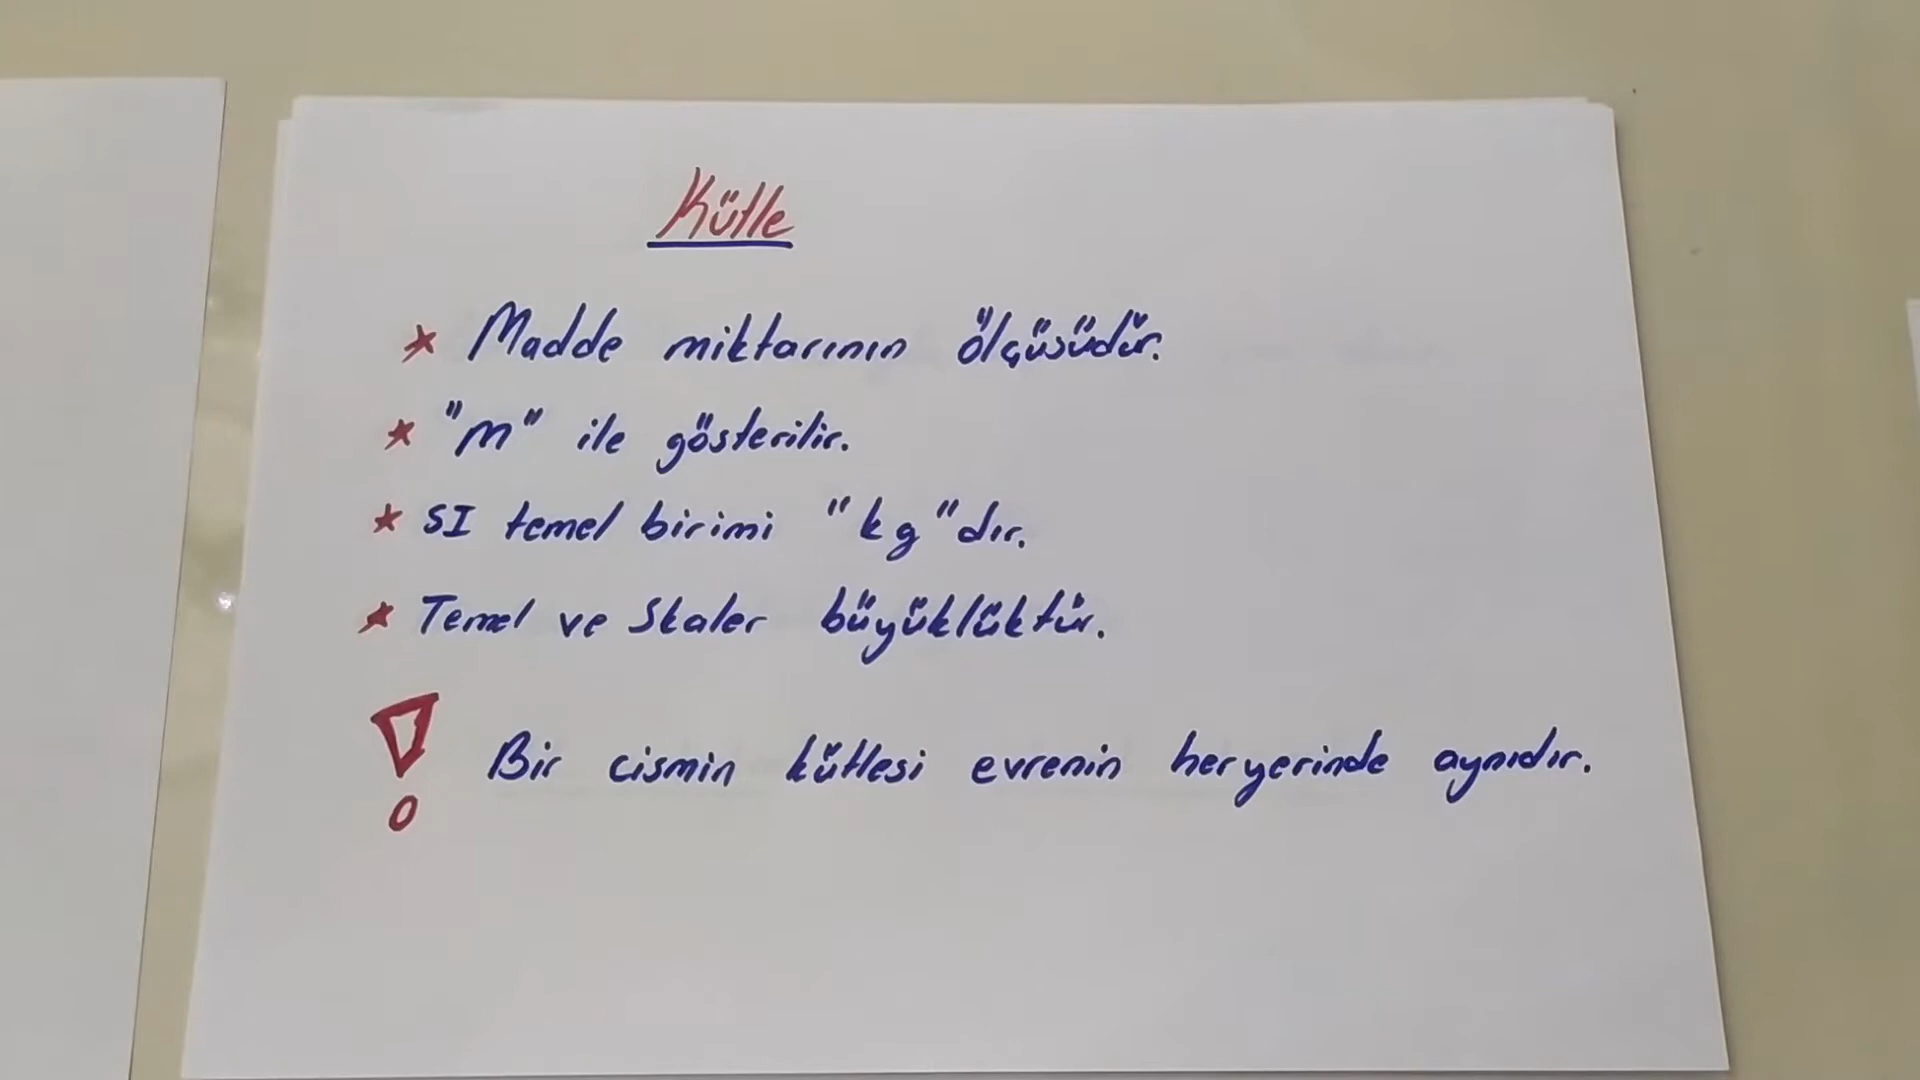 Kütle
* Madde miktarının ölçüsüdür.
* "m" ile gösterilir.
* SI temel birimi "kg"dır.
* Temel ve Skaler büyüklüktür.
! Bir cismin kütlesi evrenin heryerinde aynıdır.